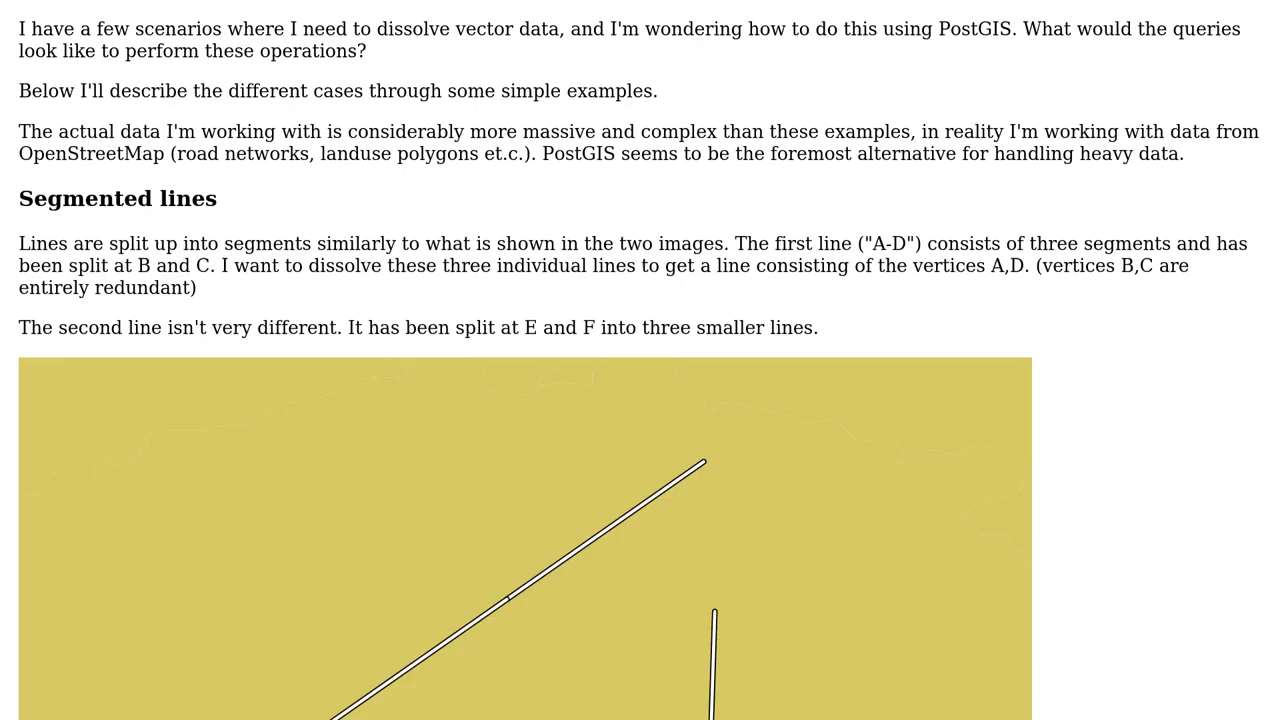 I have a few scenarios where I need to dissolve vector data, and I'm wondering how to do this using PostGIS. What would the queries
look like to perform these operations?
Below I'll describe the different cases through some simple examples.
The actual data I'm working with is considerably more massive and complex than these examples, in reality I'm working with data from
OpenStreetMap (road networks, landuse polygons et.c.). PostGIS seems to be the foremost alternative for handling heavy data.
Segmented lines
Lines are split up into segments similarly to what is shown in the two images. The first line ("A-D") consists of three segments and has
been split at B and C. I want to dissolve these three individual lines to get a line consisting of the vertices A,D. (vertices B,C are
entirely redundant)
The second line isn't very different. It has been split at E and F into three smaller lines.